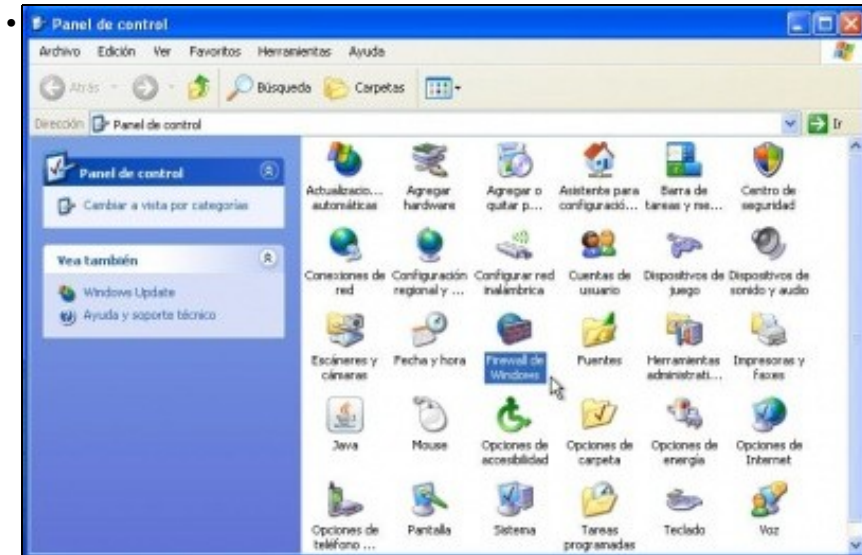 Panel de control
Archivo Edición Ver Favoritos Herramientas Ayuda
Atrás Búsqueda Carpetas
Dirección Panel de control Ir
Panel de control
Cambiar a vista por categorías
Vea también
Windows Update
Ayuda y soporte técnico
Actualizacio... Agregar Agregar o Asistente para Barra de Centro de
automáticas hardware quitar p... configuració... tareas y me... seguridad
Conexiones de Configuración Configurar red Cuentas de Dispositivos de Dispositivos de
red regional y ... inalámbrica usuario juego sonido y audio
Escáneres y Fecha y hora Firewall de Fuentes Herramientas Impresoras y
cámaras Windows administrati... faxes
Java Mouse Opciones de Opciones de Opciones de Opciones de
accesibilidad carpeta energía Internet
Opciones de Pantalla Sistema Tareas Teclado Voz
teléfono ... programadas